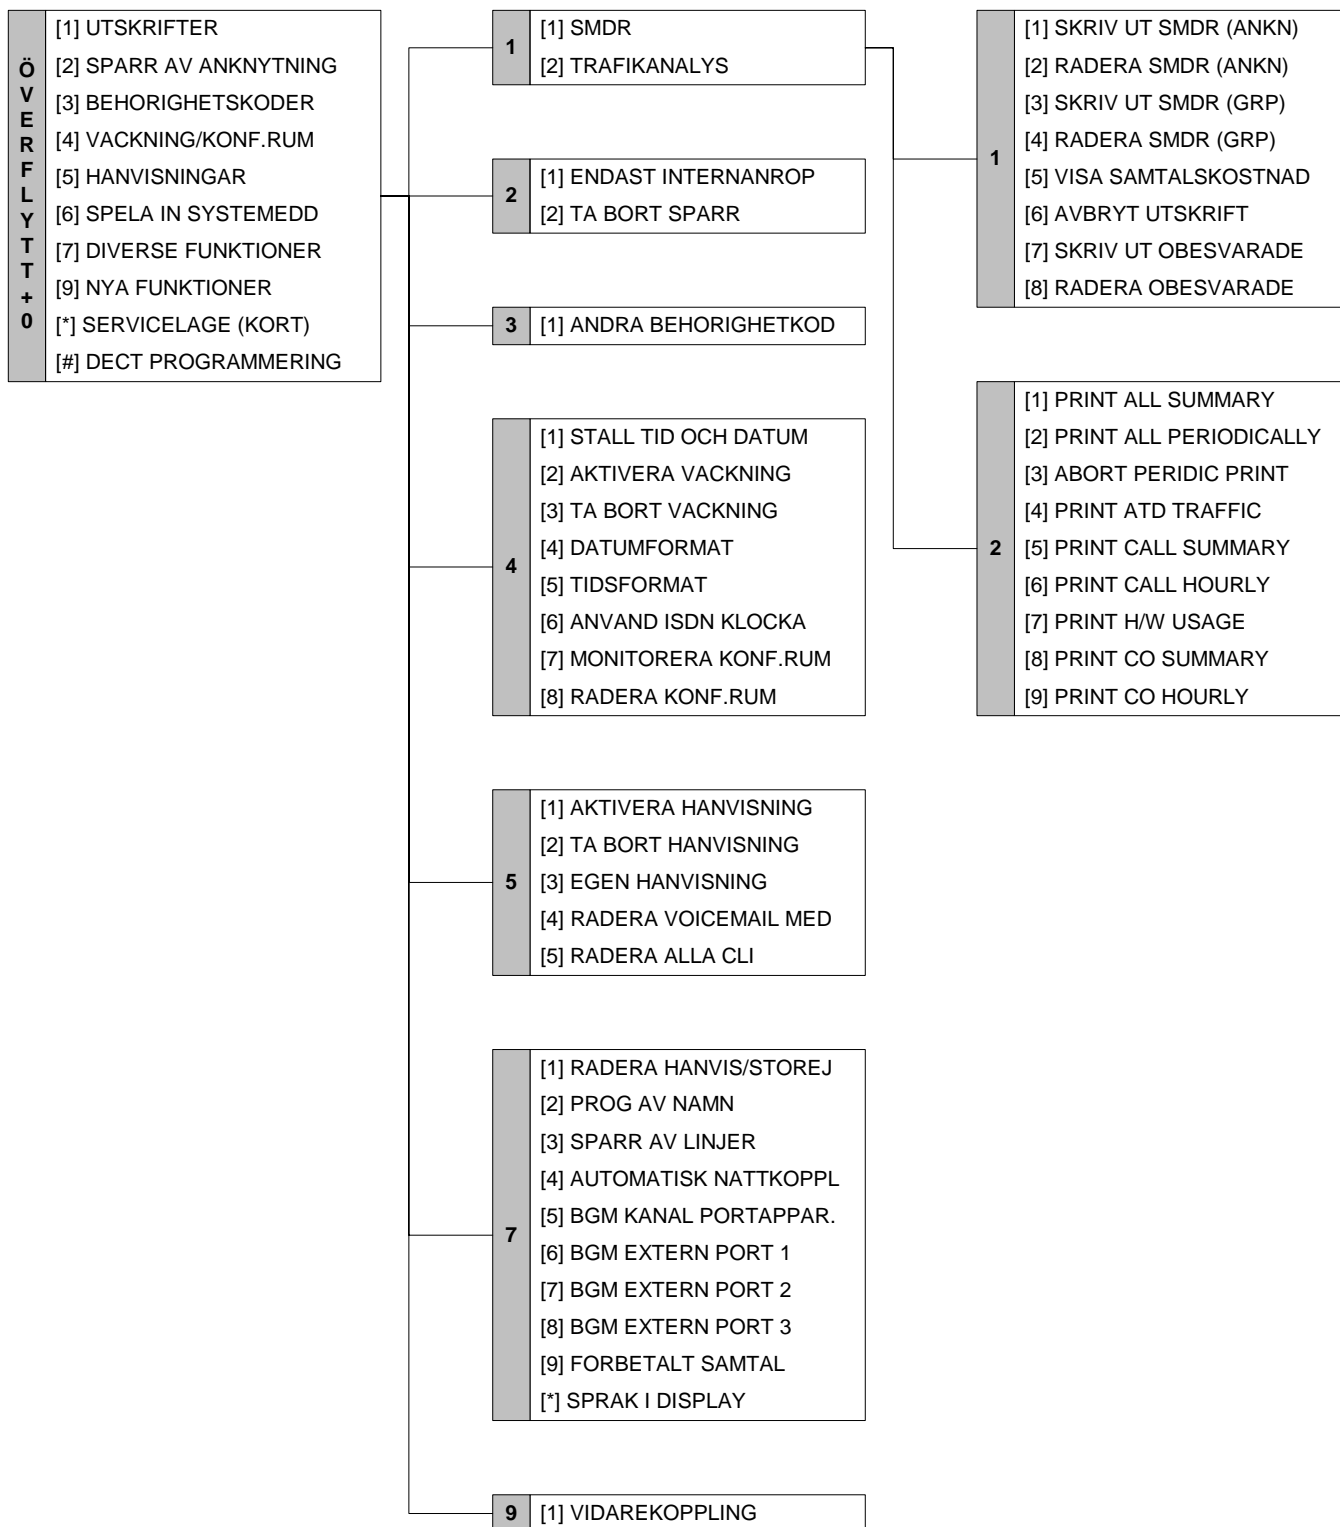 ÖVERFLYTT+0
[1] UTSKRIFTER
[2] SPARR AV ANKNYTNING
[3] BEHORIGHETSKODER
[4] VACKNING/KONF.RUM
[5] HANVISNINGAR
[6] SPELA IN SYSTEMEDD
[7] DIVERSE FUNKTIONER
[9] NYA FUNKTIONER
[*] SERVICELAGE (KORT)
[#] DECT PROGRAMMERING
1
[1] SMDR
[2] TRAFIKANALYS
2
[1] ENDAST INTERNANROP
[2] TA BORT SPARR
3
[1] ANDRA BEHORIGHETKOD
4
[1] STALL TID OCH DATUM
[2] AKTIVERA VACKNING
[3] TA BORT VACKNING
[4] DATUMFORMAT
[5] TIDSFORMAT
[6] ANVAND ISDN KLOCKA
[7] MONITORERA KONF.RUM
[8] RADERA KONF.RUM
5
[1] AKTIVERA HANVISNING
[2] TA BORT HANVISNING
[3] EGEN HANVISNING
[4] RADERA VOICEMAIL MED
[5] RADERA ALLA CLI
7
[1] RADERA HANVIS/STOREJ
[2] PROG AV NAMN
[3] SPARR AV LINJER
[4] AUTOMATISK NATTKOPPL
[5] BGM KANAL PORTAPPAR.
[6] BGM EXTERN PORT 1
[7] BGM EXTERN PORT 2
[8] BGM EXTERN PORT 3
[9] FORBETALT SAMTAL
[*] SPRAK I DISPLAY
9
[1] VIDAREKOPPLING
1
[1] SKRIV UT SMDR (ANKN)
[2] RADERA SMDR (ANKN)
[3] SKRIV UT SMDR (GRP)
[4] RADERA SMDR (GRP)
[5] VISA SAMTALSKOSTNAD
[6] AVBRYT UTSKRIFT
[7] SKRIV UT OBESVARADE
[8] RADERA OBESVARADE
2
[1] PRINT ALL SUMMARY
[2] PRINT ALL PERIODICALLY
[3] ABORT PERIDIC PRINT
[4] PRINT ATD TRAFFIC
[5] PRINT CALL SUMMARY
[6] PRINT CALL HOURLY
[7] PRINT H/W USAGE
[8] PRINT CO SUMMARY
[9] PRINT CO HOURLY